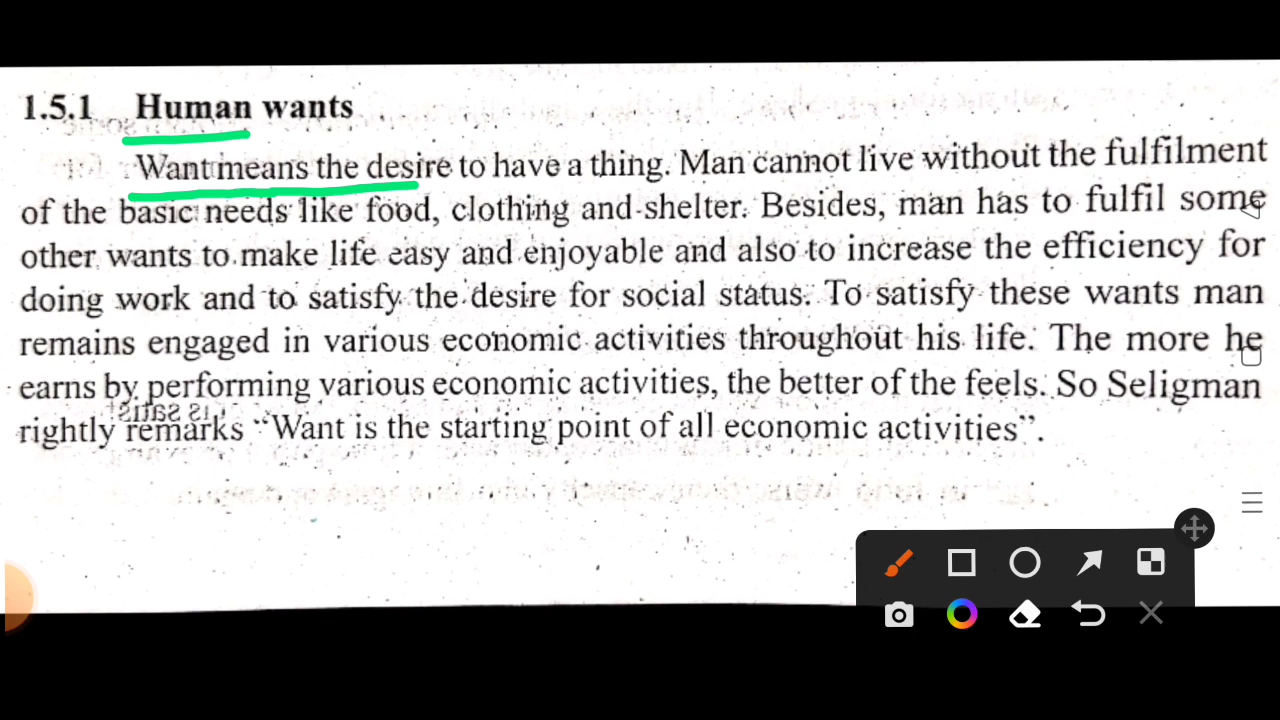 1.5.1 Human wants
Want means the desire to have a thing. Man cannot live without the fulfilment
of the basic needs like food, clothing and shelter. Besides, man has to fulfil some
other wants to make life easy and enjoyable and also to increase the efficiency for
doing work and to satisfy the desire for social status. To satisfy these wants man
remains engaged in various economic activities throughout his life. The more he
earns by performing various economic activities, the better of the feels. So Seligman
rightly remarks “Want is the starting point of all economic activities”.